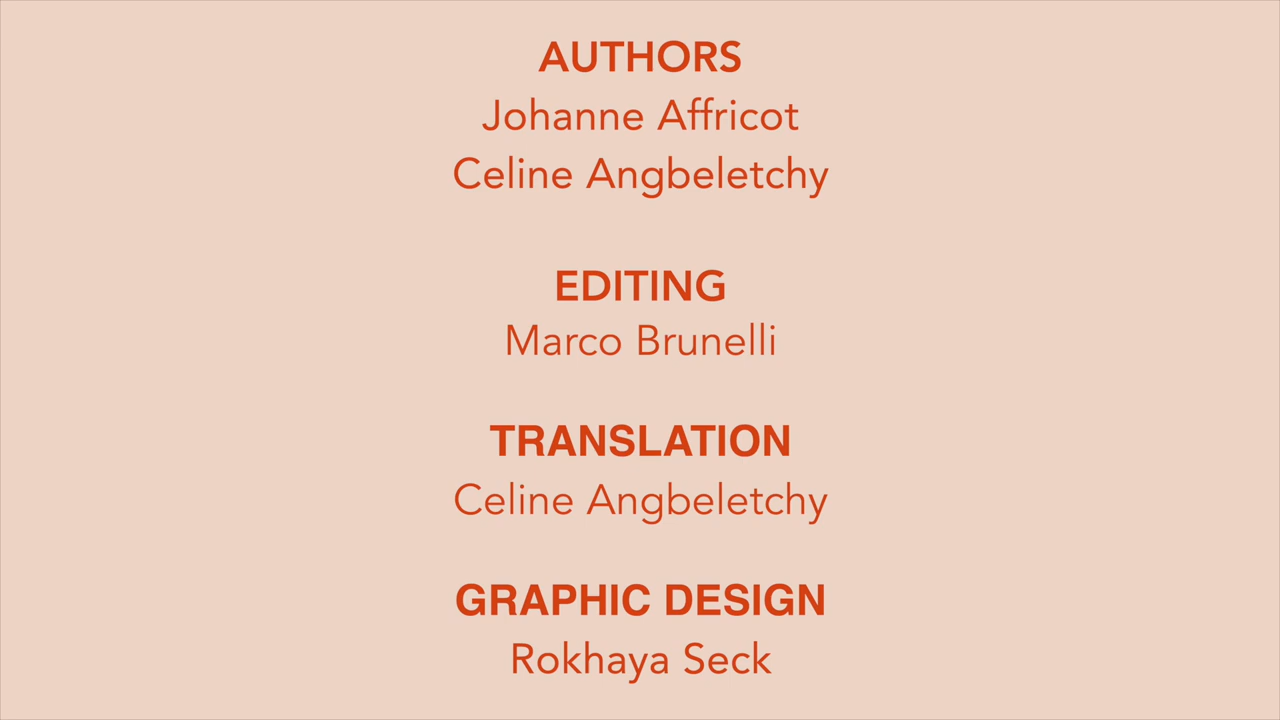 AUTHORS
Johanne Affricot
Celine Angbeletchy
EDITING
Marco Brunelli
TRANSLATION
Celine Angbeletchy
GRAPHIC DESIGN
Rokhaya Seck